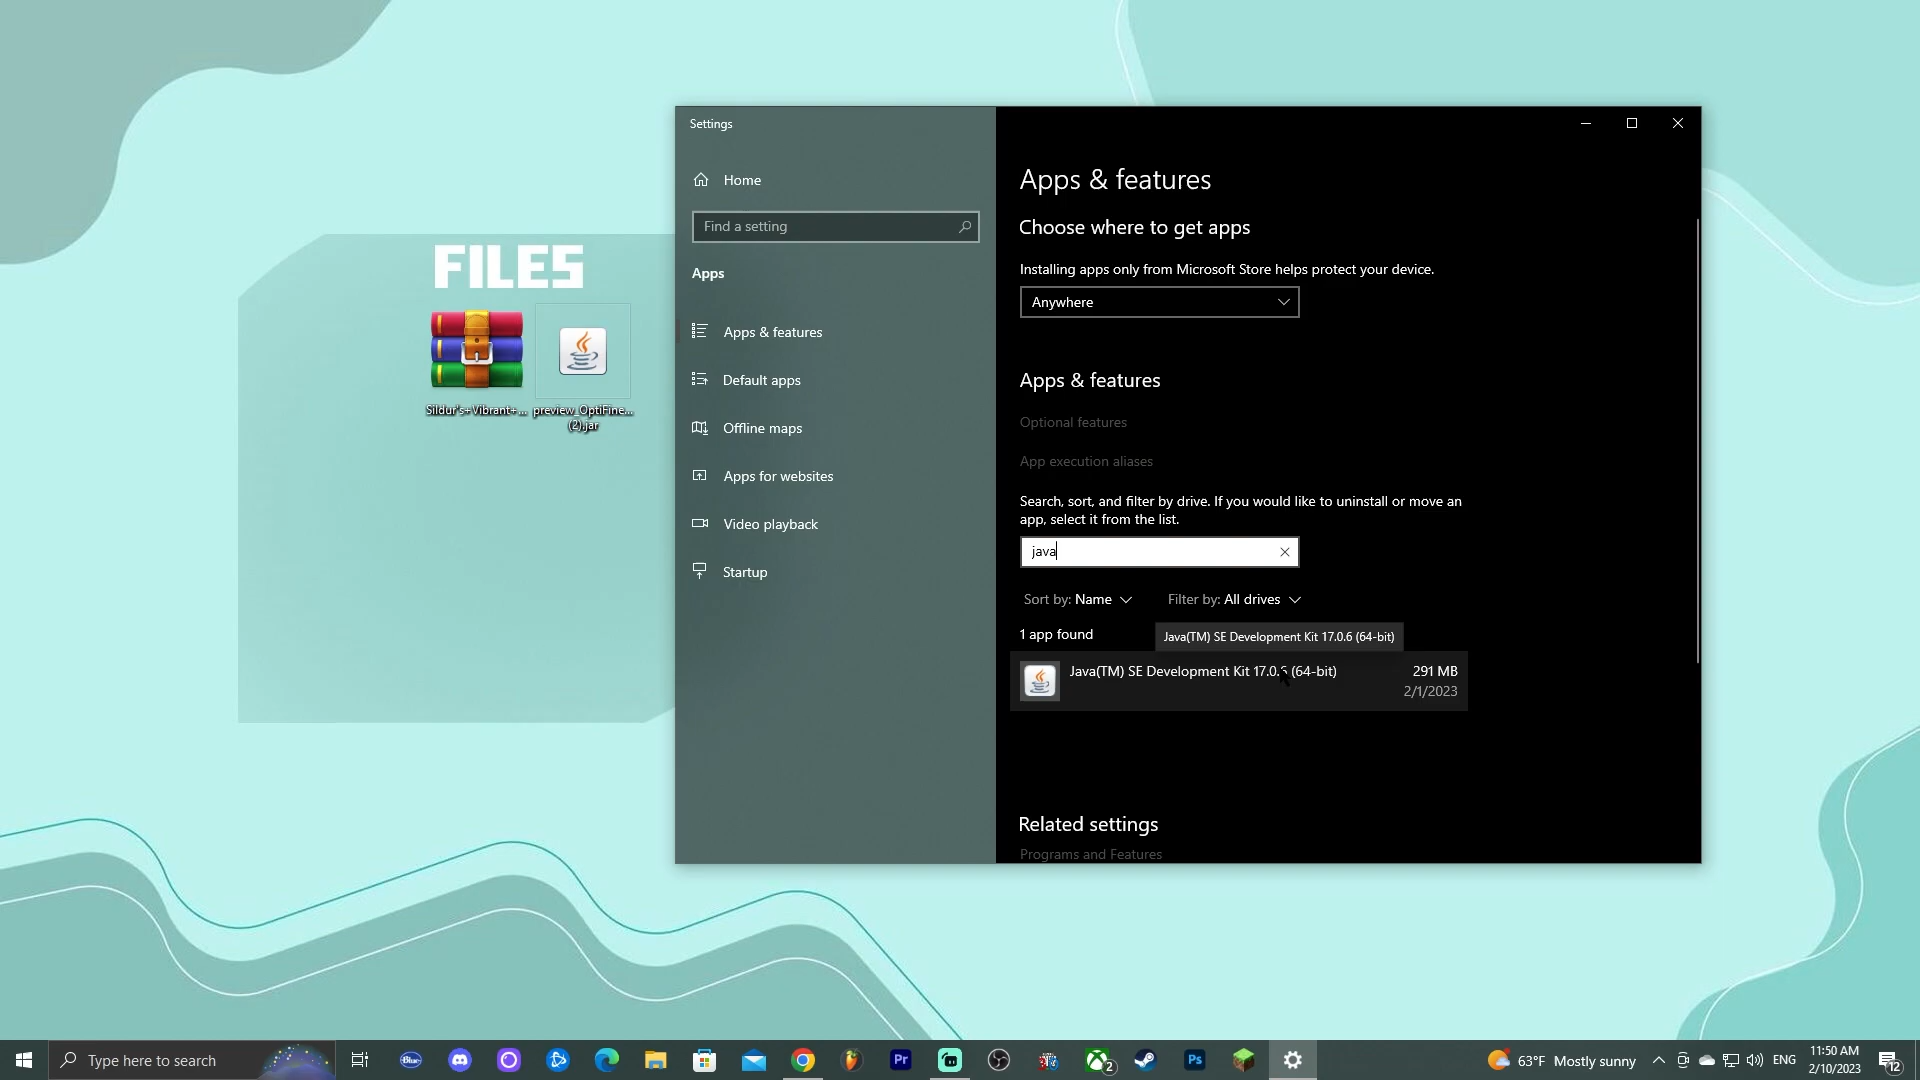 FILES
Sildur's+Vibrant+...
preview_OptiFine...
(2).jar
Settings
Home
Find a setting
Apps
Apps & features
Default apps
Offline maps
Apps for websites
Video playback
Startup
Apps & features
Choose where to get apps
Installing apps only from Microsoft Store helps protect your device.
Anywhere
Apps & features
Optional features
App execution aliases
Search, sort, and filter by drive. If you would like to uninstall or move an
app, select it from the list.
java
Sort by: Name
Filter by: All drives
1 app found
Java(TM) SE Development Kit 17.0.6 (64-bit)
Java(TM) SE Development Kit 17.0.6 (64-bit)
291 MB
2/1/2023
Related settings
Programs and Features
Type here to search
Blue
Pr
2
Ps
63°F Mostly sunny
ENG
11:50 AM
2/10/2023
12